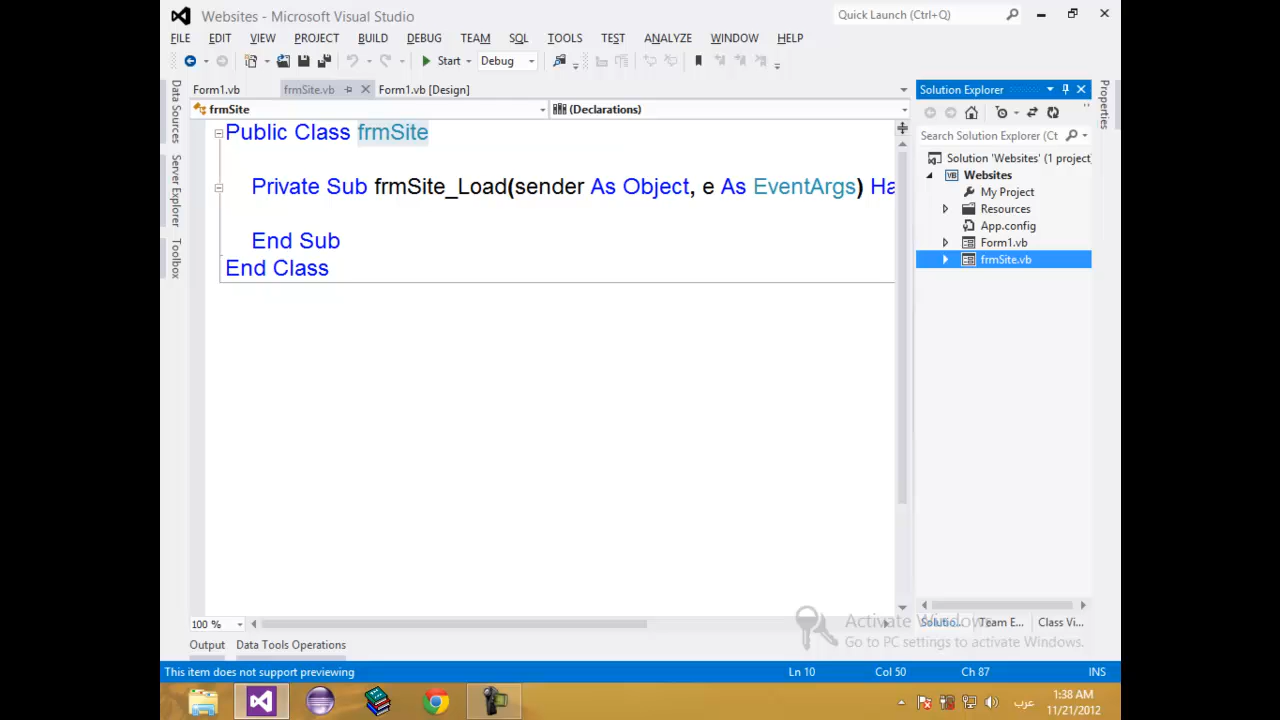 Websites - Microsoft Visual Studio
Quick Launch (Ctrl+Q)
FILE EDIT VIEW PROJECT BUILD DEBUG TEAM SQL TOOLS TEST ANALYZE WINDOW HELP
Start Debug
Data Sources
Server Explorer
Toolbox
Form1.vb frmSite.vb Form1.vb [Design]
frmSite (Declarations)
Public Class frmSite
Private Sub frmSite_Load(sender As Object, e As EventArgs) Ha
End Sub
End Class
100 %
Output Data Tools Operations
Solution Explorer
Search Solution Explorer (Ct
Solution 'Websites' (1 project)
Websites
My Project
Resources
App.config
Form1.vb
frmSite.vb
Solutio... Team E... Class Vi...
Properties
Activate Windows
Go to PC settings to activate Windows.
This item does not support previewing Ln 10 Col 50 Ch 87 INS
عرب
1:38 AM
11/21/2012